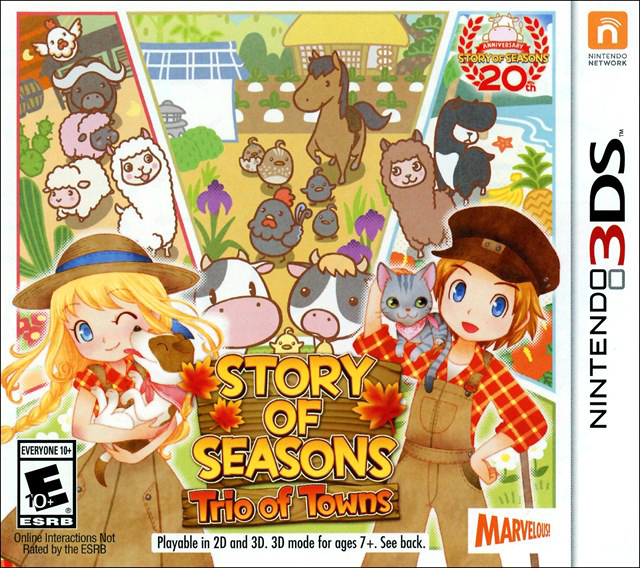 ANNIVERSARY
STORY OF SEASONS
20th
NINTENDO
NETWORK
NINTENDO 3DS™
STORY
OF
SEASONS
Trio of Towns
EVERYONE 10+
E
10+
ESRB
Online Interactions Not
Rated by the ESRB
Playable in 2D and 3D. 3D mode for ages 7+. See back.
MARVELOUS!